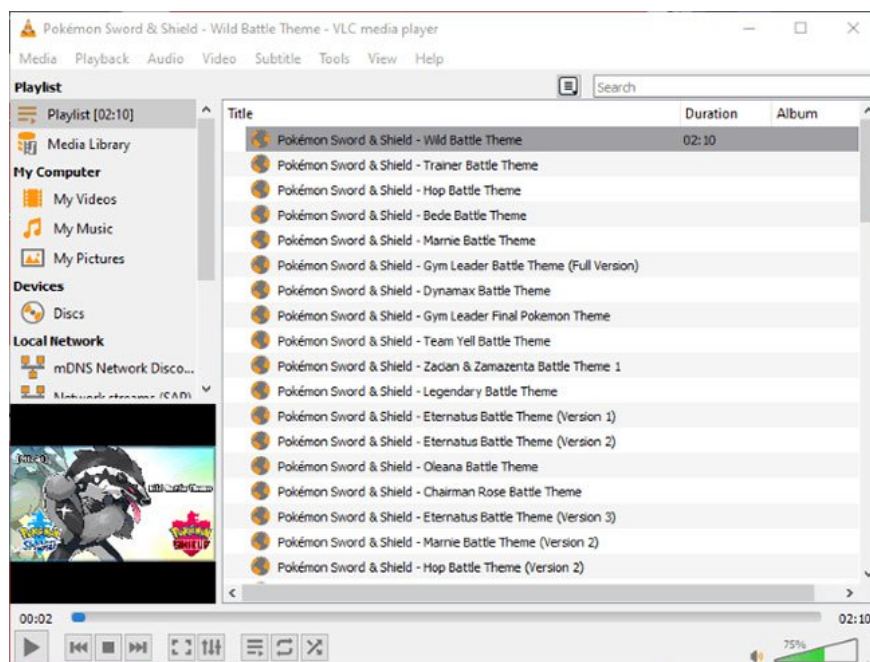 Pokémon Sword & Shield - Wild Battle Theme - VLC media player
Media Playback Audio Video Subtitle Tools View Help
Playlist
Search
Playlist [02:10]
Media Library
My Computer
My Videos
My Music
My Pictures
Devices
Discs
Local Network
mDNS Network Disco...
Network streams (SAP)
Title Duration Album
Pokémon Sword & Shield - Wild Battle Theme 02:10
Pokémon Sword & Shield - Trainer Battle Theme
Pokémon Sword & Shield - Hop Battle Theme
Pokémon Sword & Shield - Bede Battle Theme
Pokémon Sword & Shield - Marnie Battle Theme
Pokémon Sword & Shield - Gym Leader Battle Theme (Full Version)
Pokémon Sword & Shield - Dynamax Battle Theme
Pokémon Sword & Shield - Gym Leader Final Pokemon Theme
Pokémon Sword & Shield - Team Yell Battle Theme
Pokémon Sword & Shield - Zacian & Zamazenta Battle Theme 1
Pokémon Sword & Shield - Legendary Battle Theme
Pokémon Sword & Shield - Eternatus Battle Theme (Version 1)
Pokémon Sword & Shield - Eternatus Battle Theme (Version 2)
Pokémon Sword & Shield - Oleana Battle Theme
Pokémon Sword & Shield - Chairman Rose Battle Theme
Pokémon Sword & Shield - Eternatus Battle Theme (Version 3)
Pokémon Sword & Shield - Marnie Battle Theme (Version 2)
Pokémon Sword & Shield - Hop Battle Theme (Version 2)
Wild Battle Theme
Pokémon
Pokémon
SHIELD
00:02 02:10
75%